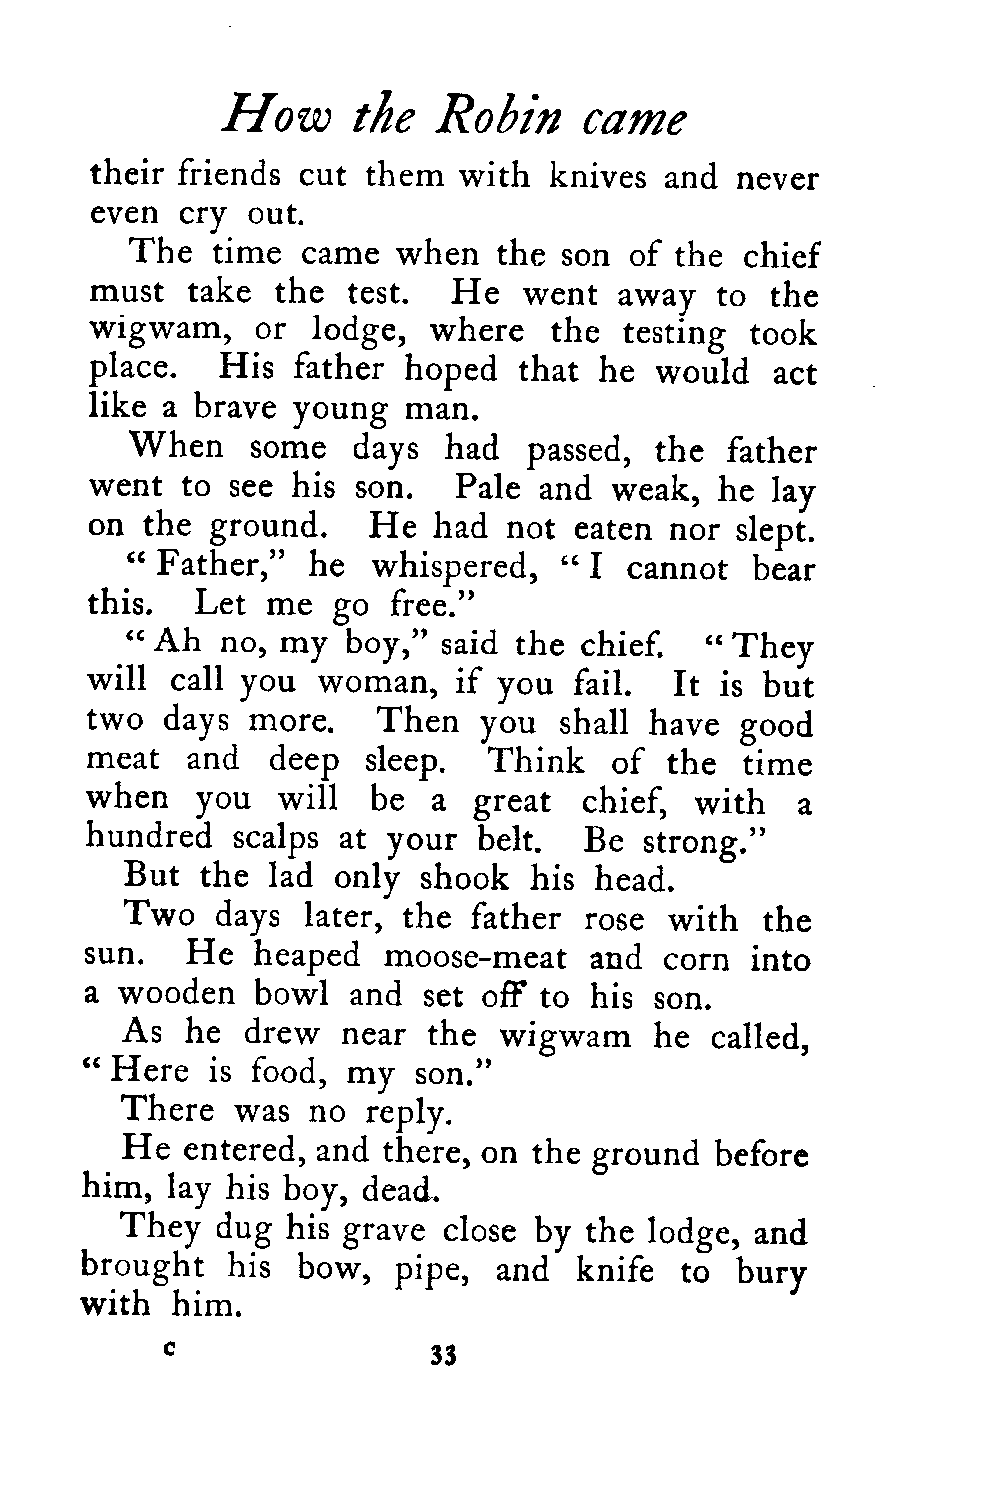 How the Robin came
their friends cut them with knives and never
even cry out.
The time came when the son of the chief
must take the test. He went away to the
wigwam, or lodge, where the testing took
place. His father hoped that he would act
like a brave young man.
When some days had passed, the father
went to see his son. Pale and weak, he lay
on the ground. He had not eaten nor slept.
“ Father,” he whispered, “ I cannot bear
this. Let me go free.”
“ Ah no, my boy,” said the chief. “ They
will call you woman, if you fail. It is but
two days more. Then you shall have good
meat and deep sleep. Think of the time
when you will be a great chief, with a
hundred scalps at your belt. Be strong.”
But the lad only shook his head.
Two days later, the father rose with the
sun. He heaped moose-meat and corn into
a wooden bowl and set off to his son.
As he drew near the wigwam he called,
“ Here is food, my son.”
There was no reply.
He entered, and there, on the ground before
him, lay his boy, dead.
They dug his grave close by the lodge, and
brought his bow, pipe, and knife to bury
with him.
C 33